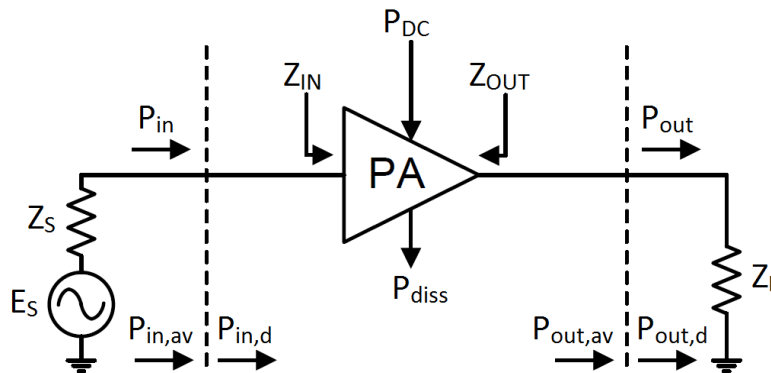 P_DC
Z_IN
Z_OUT
P_in
P_out
PA
Z_S
P_diss
E_S
P_in,av
P_in,d
P_out,av
P_out,d